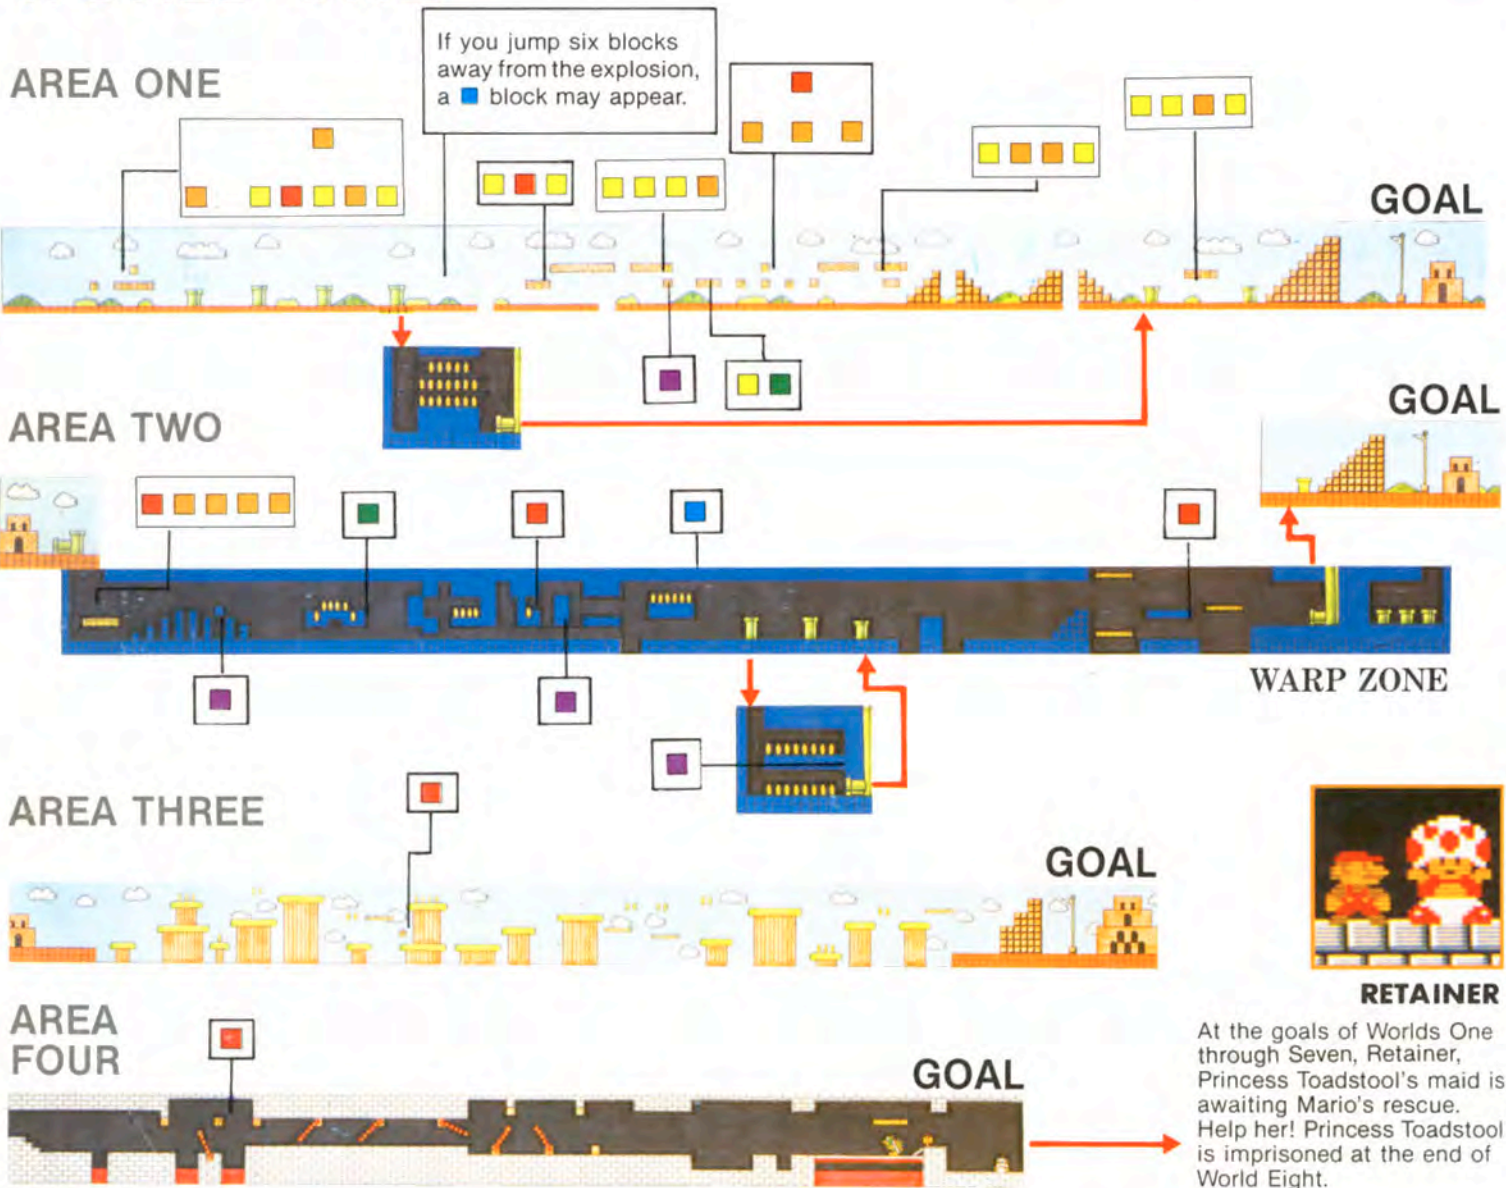 If you jump six blocks
away from the explosion,
a block may appear.
AREA ONE
GOAL
AREA TWO
GOAL
WARP ZONE
AREA THREE
GOAL
RETAINER
AREA
FOUR
GOAL
At the goals of Worlds One
through Seven, Retainer,
Princess Toadstool's maid is
awaiting Mario's rescue.
Help her! Princess Toadstool
is imprisoned at the end of
World Eight.